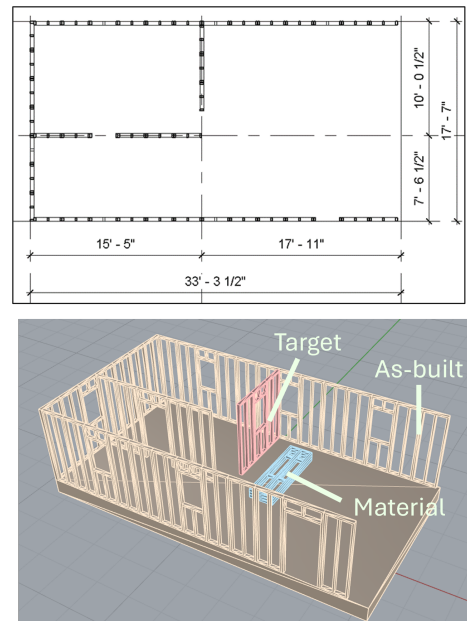 10' - 0 1/2"
17' - 7"
7' - 6 1/2"
15' - 5"
17' - 11"
33' - 3 1/2"
Target
As-built
Material